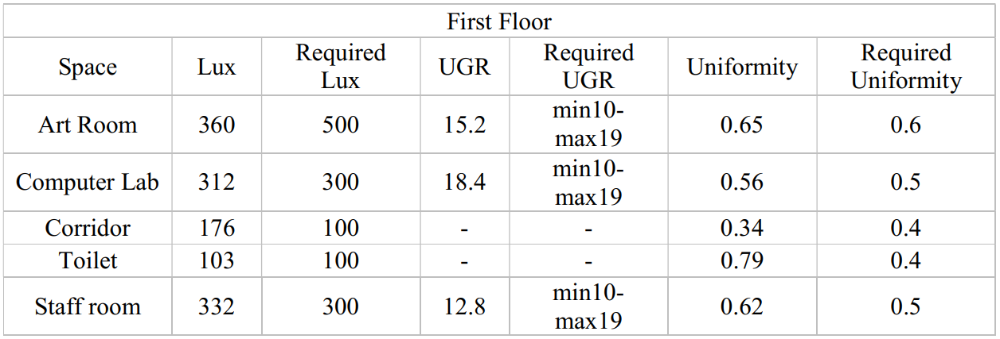 First Floor
Space Lux Required Lux UGR Required UGR Uniformity Required Uniformity
Art Room 360 500 15.2 min10-max19 0.65 0.6
Computer Lab 312 300 18.4 min10-max19 0.56 0.5
Corridor 176 100 - - 0.34 0.4
Toilet 103 100 - - 0.79 0.4
Staff room 332 300 12.8 min10-max19 0.62 0.5